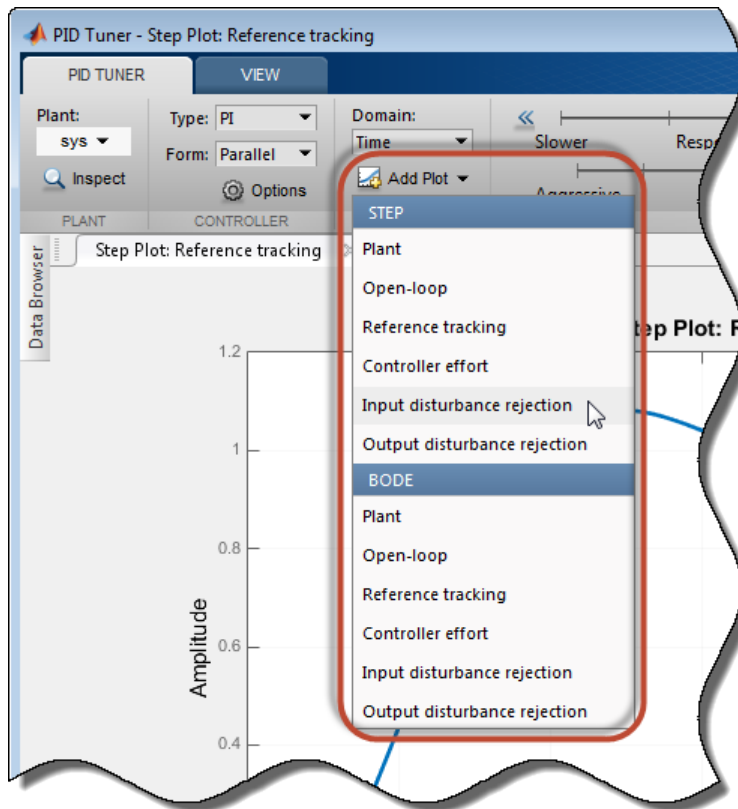 PID Tuner - Step Plot: Reference tracking
PID TUNER
VIEW
Plant:
sys
Inspect
PLANT
Type: PI
Form: Parallel
Options
CONTROLLER
Domain:
Time
Add Plot
Slower
Aggressive
Data Browser
Step Plot: Reference tracking
STEP
Plant
Open-loop
Reference tracking
Controller effort
Input disturbance rejection
Output disturbance rejection
BODE
Plant
Open-loop
Reference tracking
Controller effort
Input disturbance rejection
Output disturbance rejection
Plot:
Amplitude
1.2
1
0.8
0.6
0.4